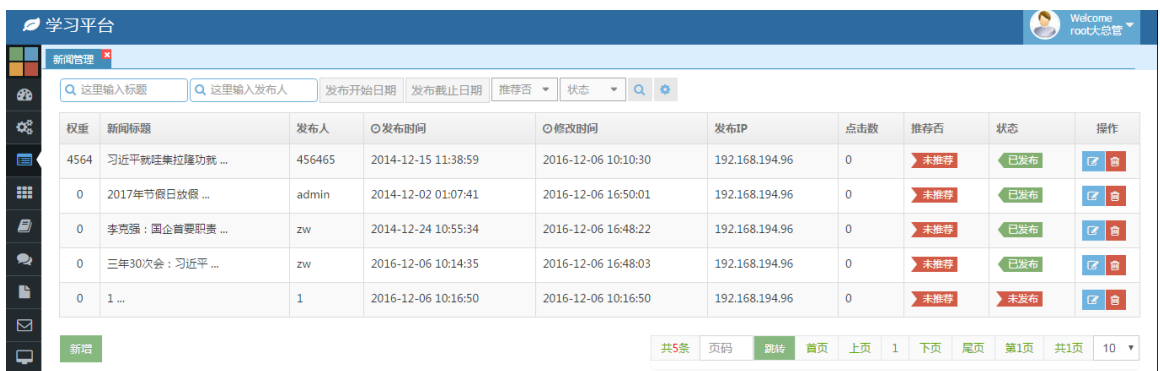 学习平台
Welcome
root大总管
新闻管理
这里输入标题 这里输入发布人 发布开始日期 发布截止日期 推荐否 状态
权重 新闻标题 发布人 发布时间 修改时间 发布IP 点击数 推荐否 状态 操作
4564 习近平就哇集拉隆功就 ... 456465 2014-12-15 11:38:59 2016-12-06 10:10:30 192.168.194.96 0 未推荐 已发布
0 2017年节假日放假 ... admin 2014-12-02 01:07:41 2016-12-06 16:50:01 192.168.194.96 0 未推荐 已发布
0 李克强：国企首要职责 ... zw 2014-12-24 10:55:34 2016-12-06 16:48:22 192.168.194.96 0 未推荐 已发布
0 三年30次会：习近平 ... zw 2016-12-06 10:14:35 2016-12-06 16:48:03 192.168.194.96 0 未推荐 已发布
0 1 ... 1 2016-12-06 10:16:50 2016-12-06 10:16:50 192.168.194.96 0 未推荐 未发布
新增 共5条 页码 跳转 首页 上页 1 下页 尾页 第1页 共1页 10